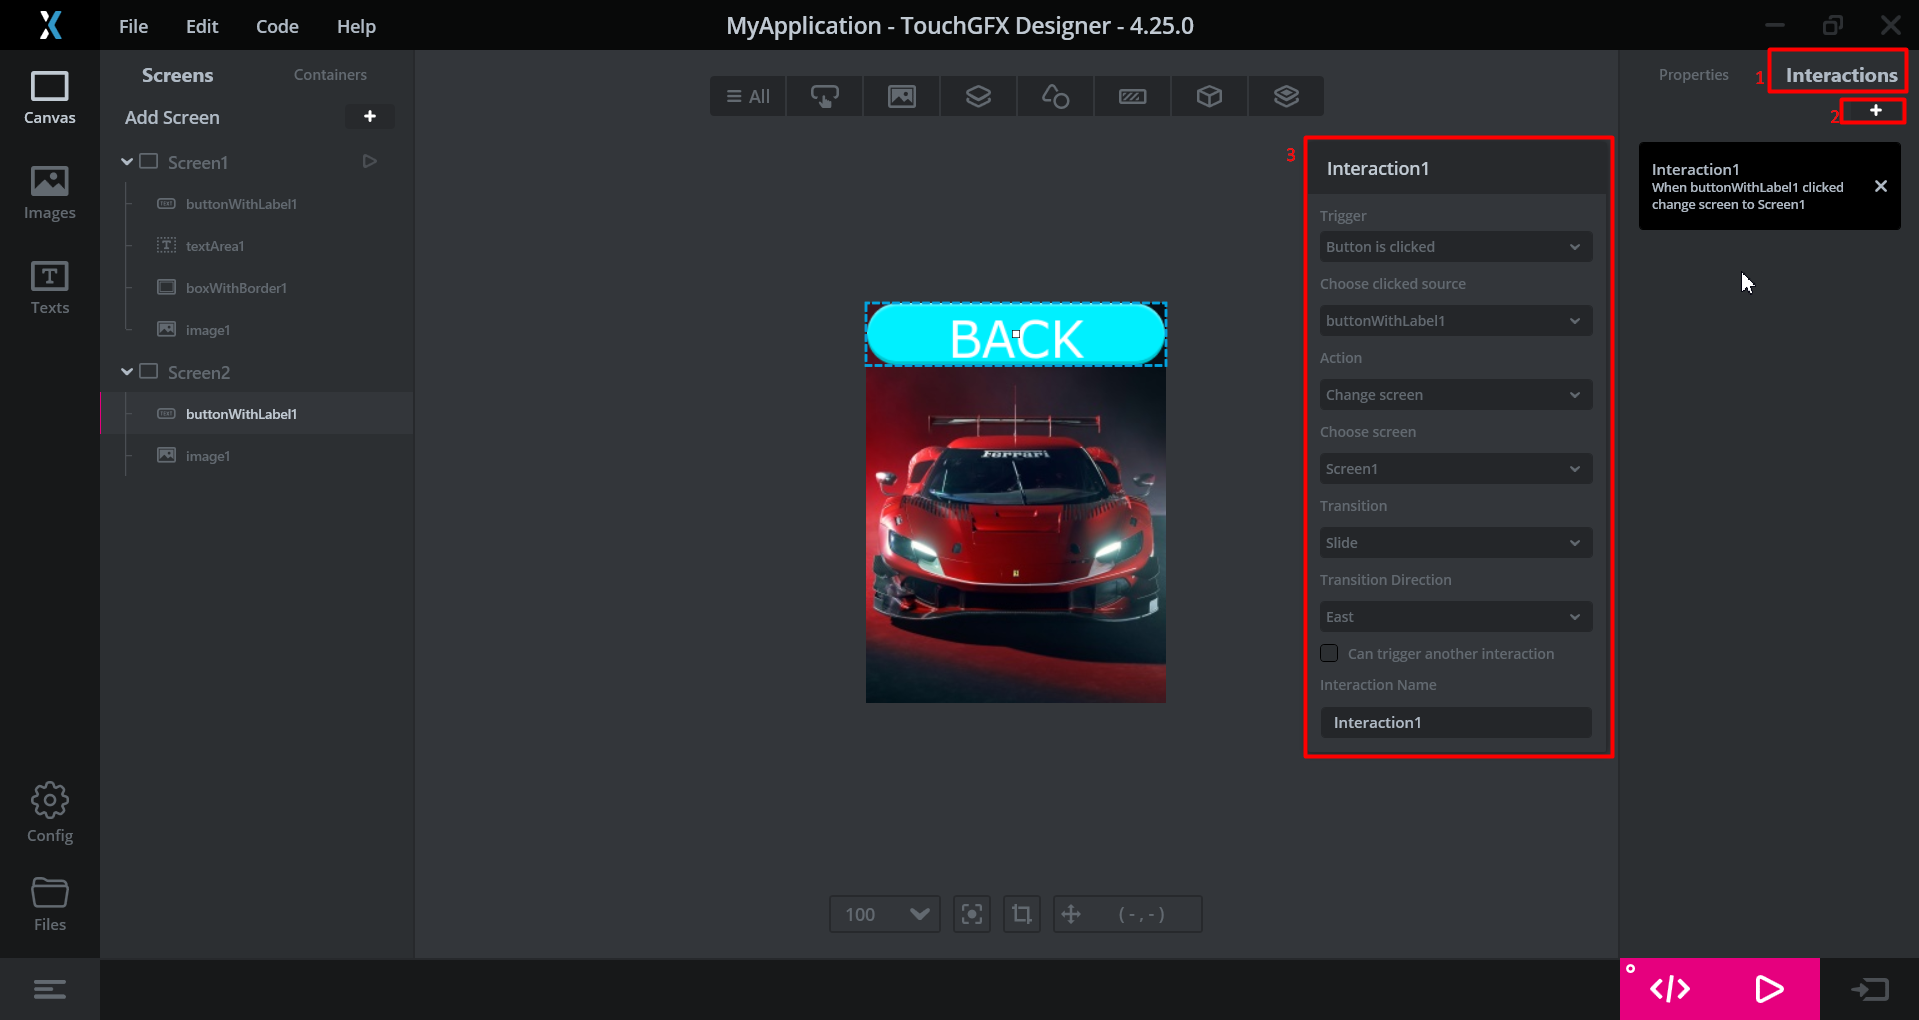 File Edit Code Help
MyApplication - TouchGFX Designer - 4.25.0
Canvas
Images
Texts
Config
Files
Screens Containers
Add Screen +
Screen1
buttonWithLabel1
textArea1
boxWithBorder1
image1
Screen2
buttonWithLabel1
image1
All
BACK
Ferrari
100
(-,-)
3
Interaction1
Trigger
Button is clicked
Choose clicked source
buttonWithLabel1
Action
Change screen
Choose screen
Screen1
Transition
Slide
Transition Direction
East
Can trigger another interaction
Interaction Name
Interaction1
Properties 1 Interactions
2 +
Interaction1
When buttonWithLabel1 clicked
change screen to Screen1